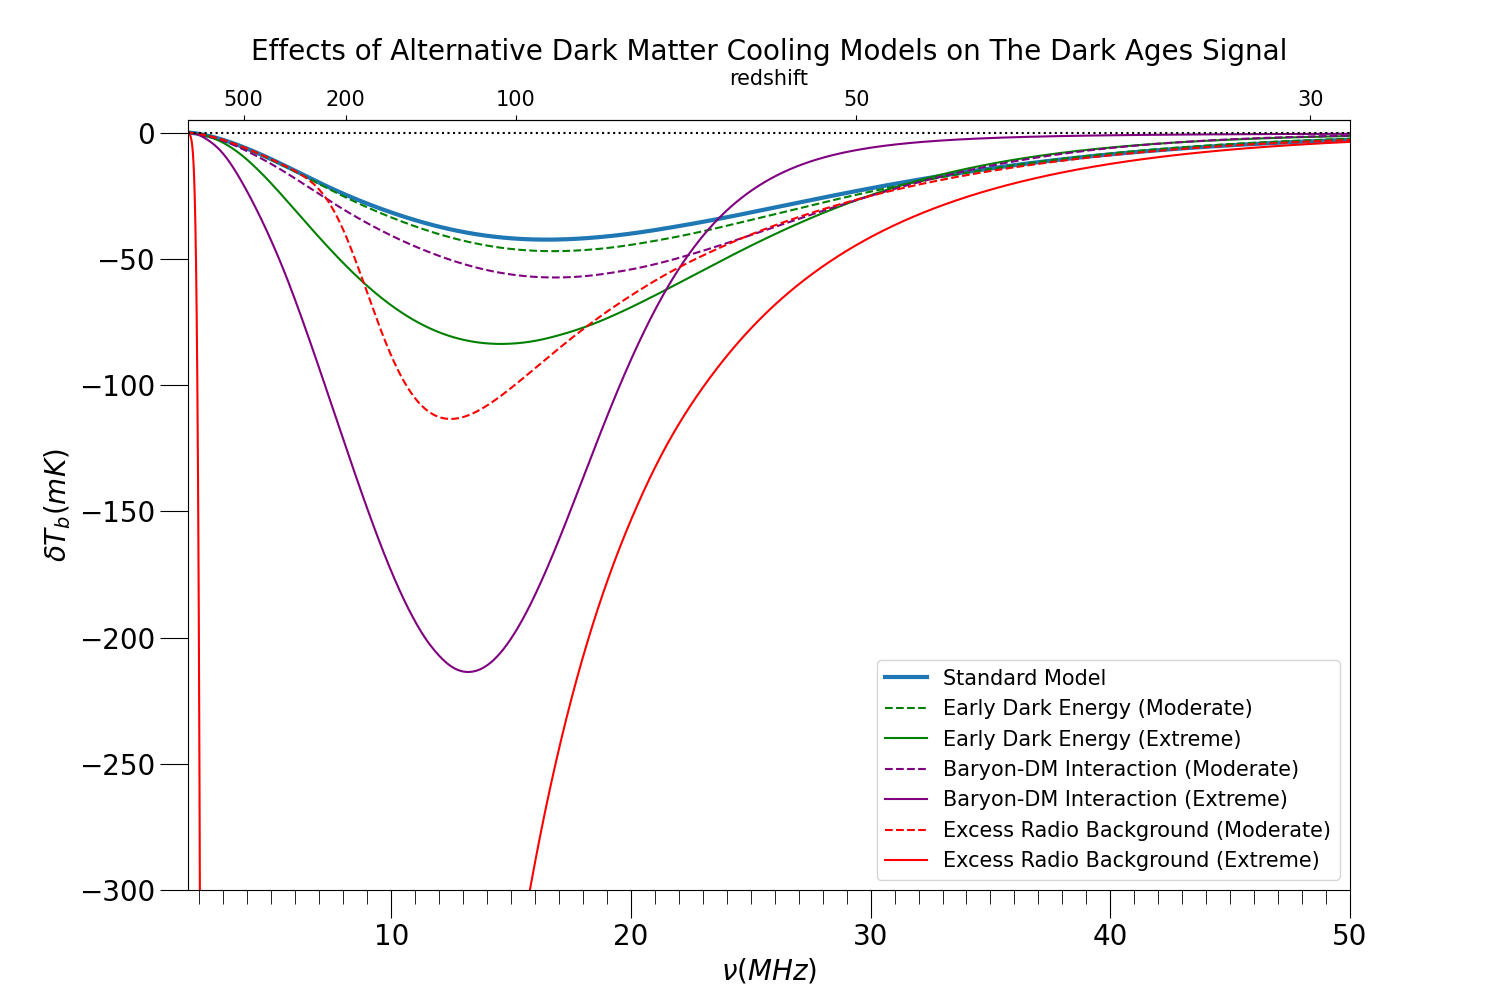 Effects of Alternative Dark Matter Cooling Models on The Dark Ages Signal
redshift
500 200 100 50 30
0
−50
−100
−150
−200
−250
−300
δT_b(mK)
Standard Model
Early Dark Energy (Moderate)
Early Dark Energy (Extreme)
Baryon-DM Interaction (Moderate)
Baryon-DM Interaction (Extreme)
Excess Radio Background (Moderate)
Excess Radio Background (Extreme)
10 20 30 40 50
ν(MHz)